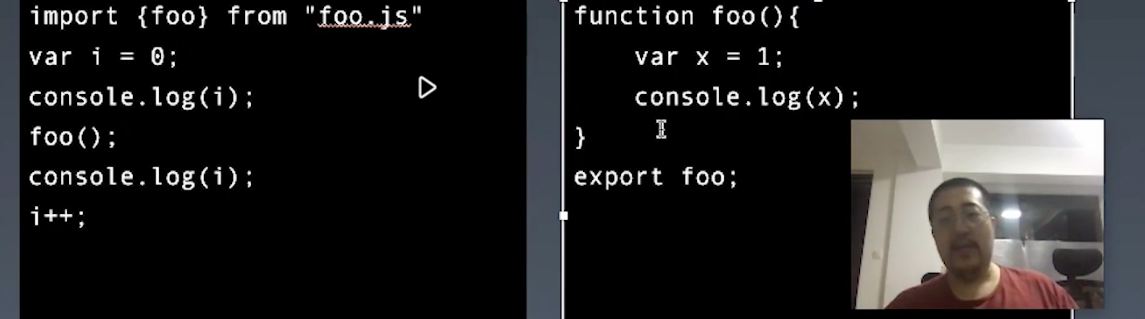 import {foo} from "foo.js"
var i = 0;
console.log(i);
foo();
console.log(i);
i++;
function foo(){
    var x = 1;
    console.log(x);
}
export foo;